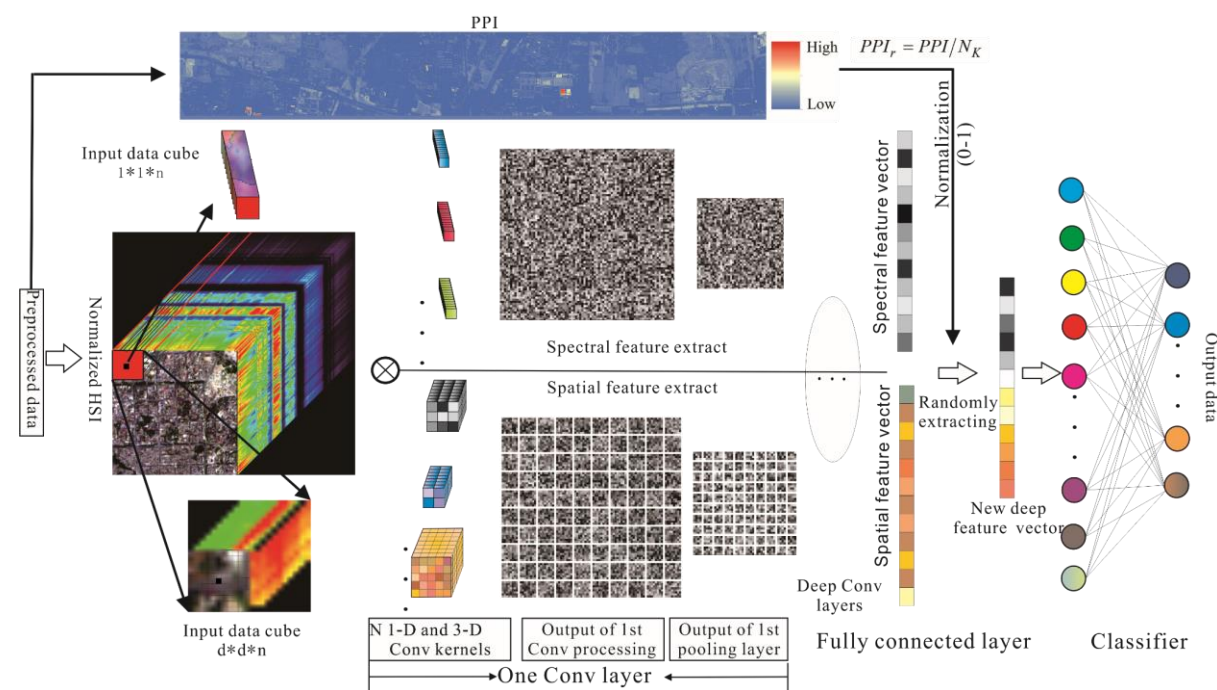 PPI
High
Low
PPI_r = PPI/N_K
Input data cube
1*1*n
Preprocessed data
Normalized HSI
Input data cube
d*d*n
Spectral feature extract
Spatial feature extract
N 1-D and 3-D
Conv kernels
Output of 1st
Conv processing
Output of 1st
pooling layer
One Conv layer
Deep Conv
layers
Spectral feature vector
Spatial feature vector
Normalization
(0-1)
Randomly
extracting
New deep
feature vector
Fully connected layer
Classifier
Output data